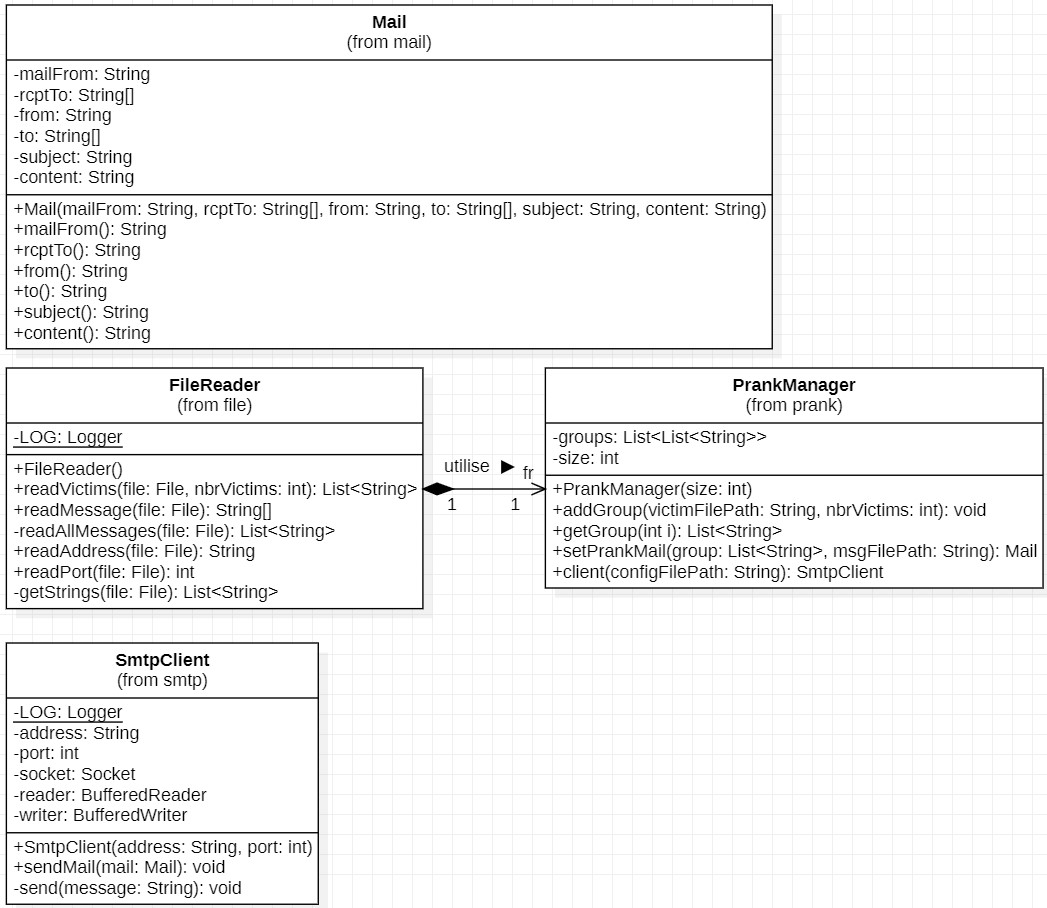 Mail
(from mail)
-mailFrom: String
-rcptTo: String[]
-from: String
-to: String[]
-subject: String
-content: String
+Mail(mailFrom: String, rcptTo: String[], from: String, to: String[], subject: String, content: String)
+mailFrom(): String
+rcptTo(): String
+from(): String
+to(): String
+subject(): String
+content(): String
FileReader
(from file)
-LOG: Logger
+FileReader()
+readVictims(file: File, nbrVictims: int): List<String>
+readMessage(file: File): String[]
-readAllMessages(file: File): List<String>
+readAddress(file: File): String
+readPort(file: File): int
-getStrings(file: File): List<String>
utilise ▶
fr
1
1
PrankManager
(from prank)
-groups: List<List<String>>
-size: int
+PrankManager(size: int)
+addGroup(victimFilePath: String, nbrVictims: int): void
+getGroup(int i): List<String>
+setPrankMail(group: List<String>, msgFilePath: String): Mail
+client(configFilePath: String): SmtpClient
SmtpClient
(from smtp)
-LOG: Logger
-address: String
-port: int
-socket: Socket
-reader: BufferedReader
-writer: BufferedWriter
+SmtpClient(address: String, port: int)
+sendMail(mail: Mail): void
-send(message: String): void